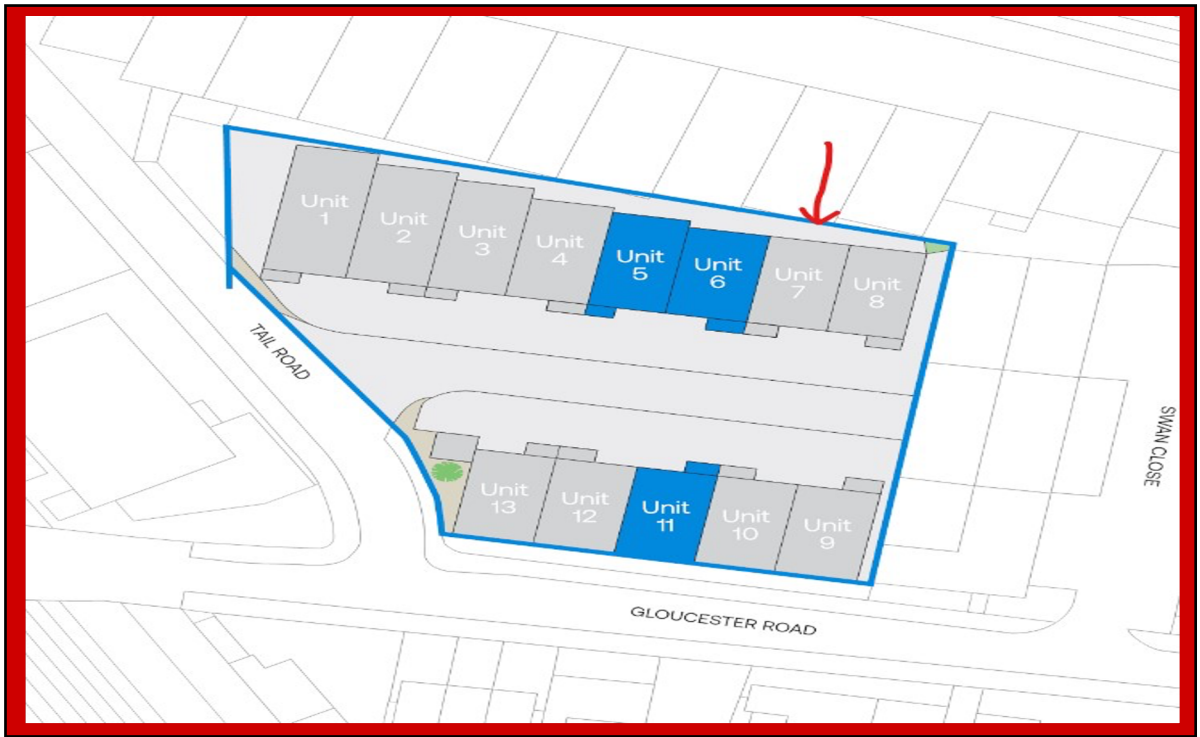 Unit
1
Unit
2
Unit
3
Unit
4
Unit
5
Unit
6
Unit
7
Unit
8
TAIL ROAD
SWAN CLOSE
Unit
13
Unit
12
Unit
11
Unit
10
Unit
9
GLOUCESTER ROAD